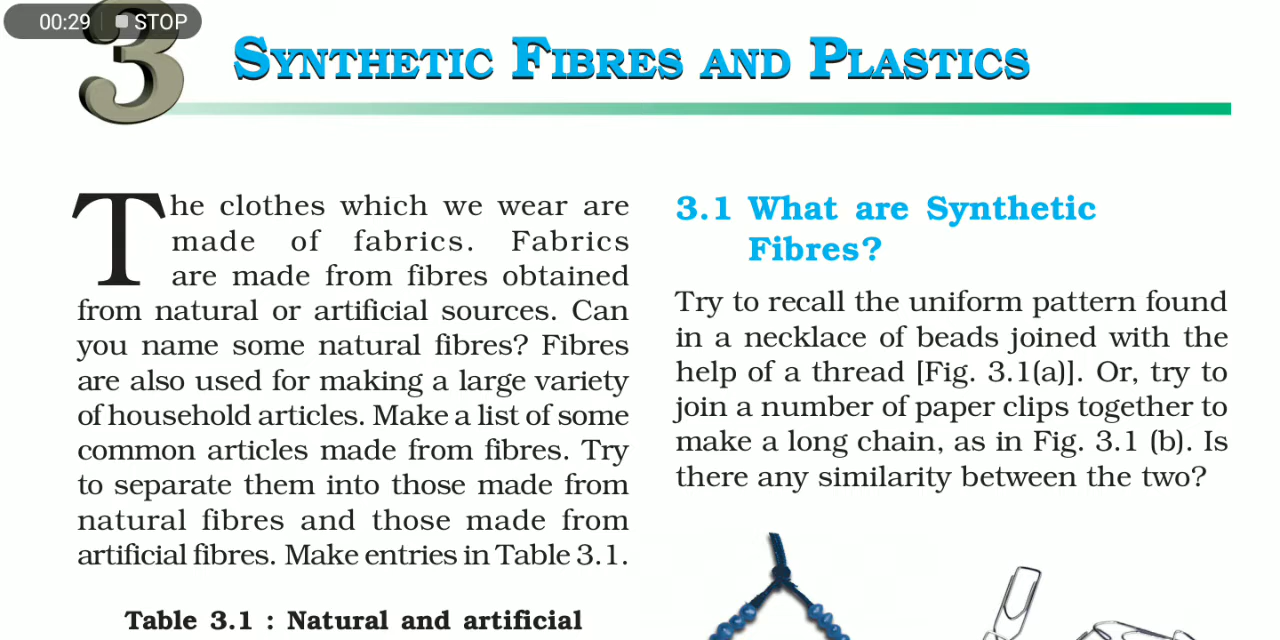 00:29 STOP
3 SYNTHETIC FIBRES AND PLASTICS
The clothes which we wear are
made of fabrics. Fabrics
are made from fibres obtained
from natural or artificial sources. Can
you name some natural fibres? Fibres
are also used for making a large variety
of household articles. Make a list of some
common articles made from fibres. Try
to separate them into those made from
natural fibres and those made from
artificial fibres. Make entries in Table 3.1.
Table 3.1 : Natural and artificial
3.1 What are Synthetic
Fibres?
Try to recall the uniform pattern found
in a necklace of beads joined with the
help of a thread [Fig. 3.1(a)]. Or, try to
join a number of paper clips together to
make a long chain, as in Fig. 3.1 (b). Is
there any similarity between the two?